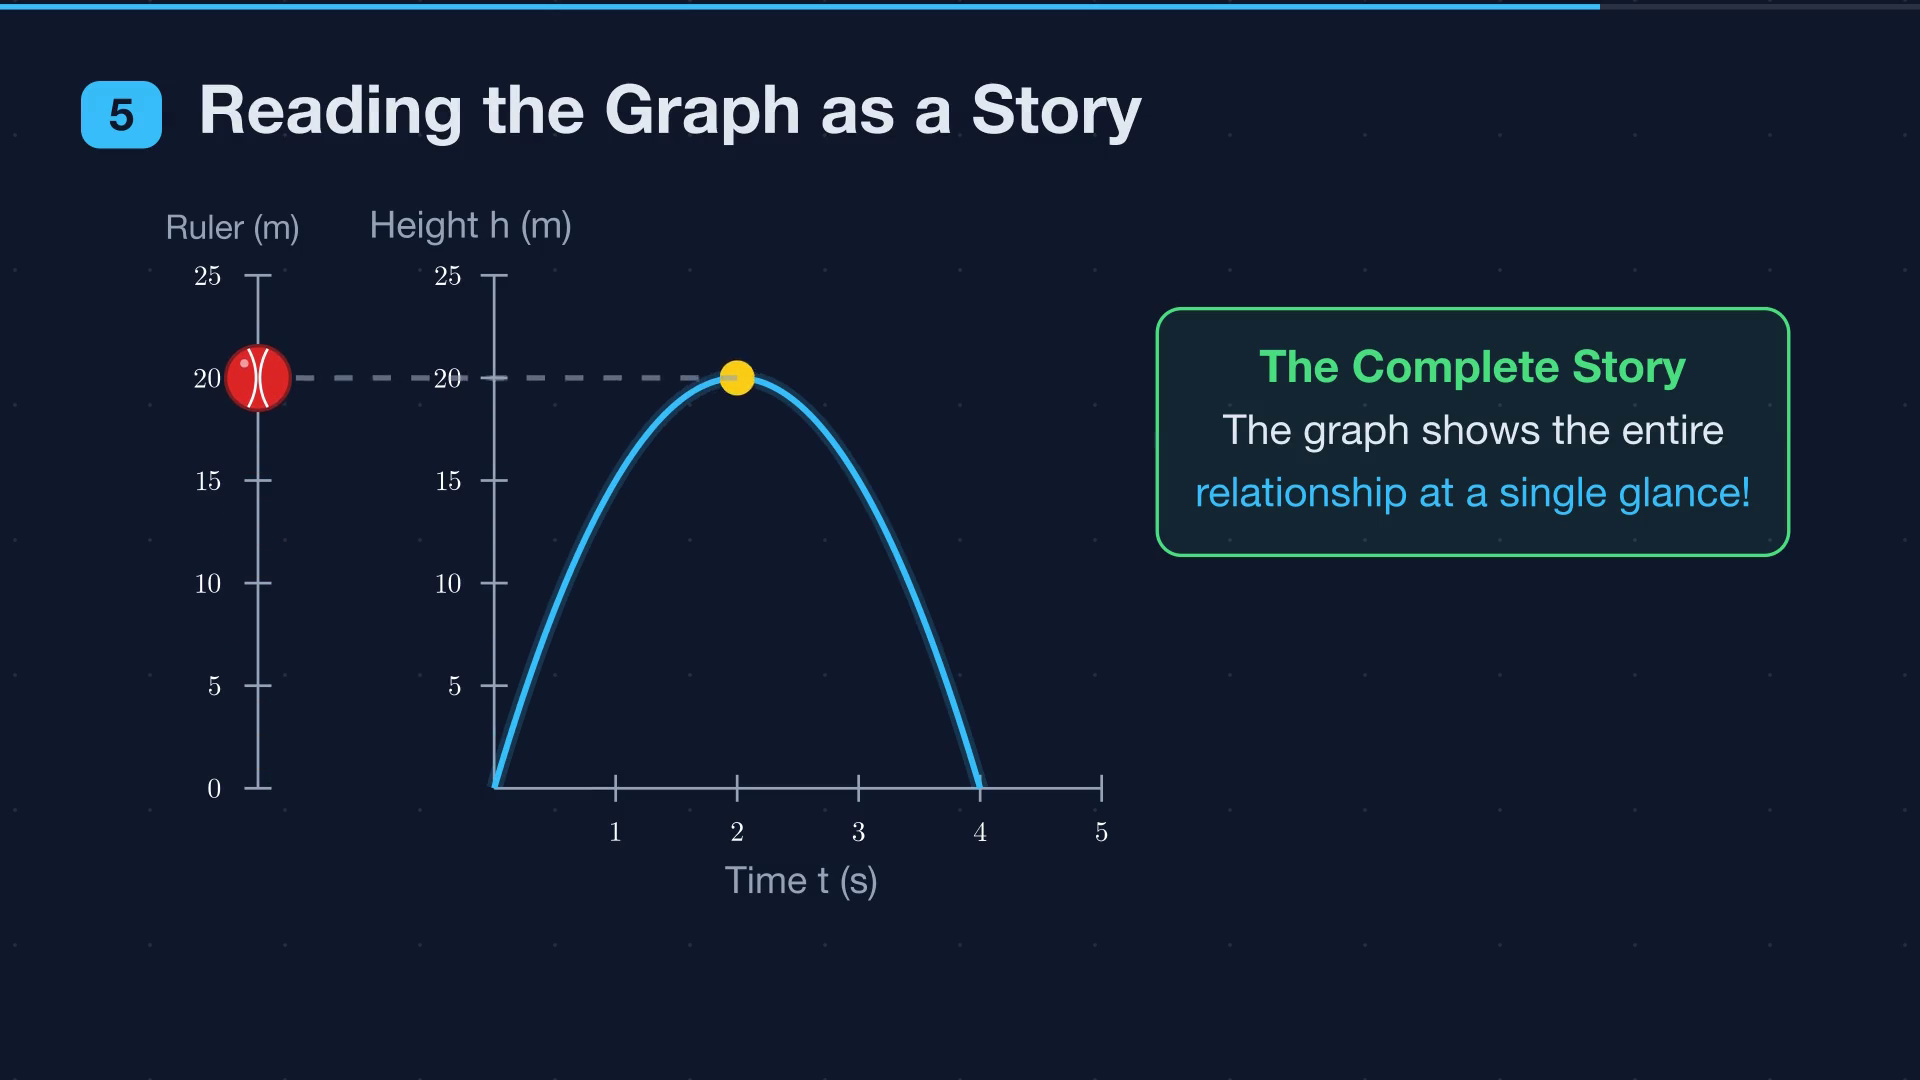 5 Reading the Graph as a Story
Ruler (m)
25
20
15
10
5
0
Height h (m)
25
20
15
10
5
1 2 3 4 5
Time t (s)
The Complete Story
The graph shows the entire
relationship at a single glance!